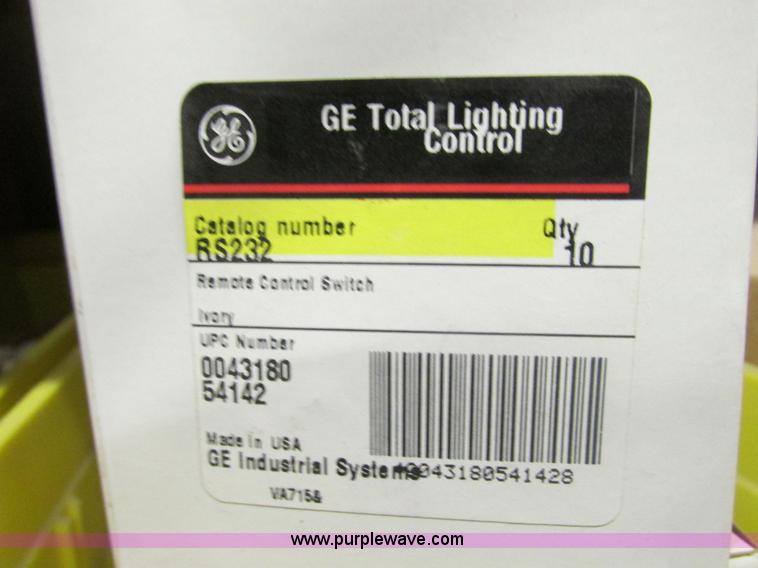 GE
GE Total Lighting
Control
Catalog number Qty
RS232 10
Remote Control Switch
Ivory
UPC Number
0043180
54142
Made in USA
GE Industrial Systems
0043180541428
www.purplewave.com